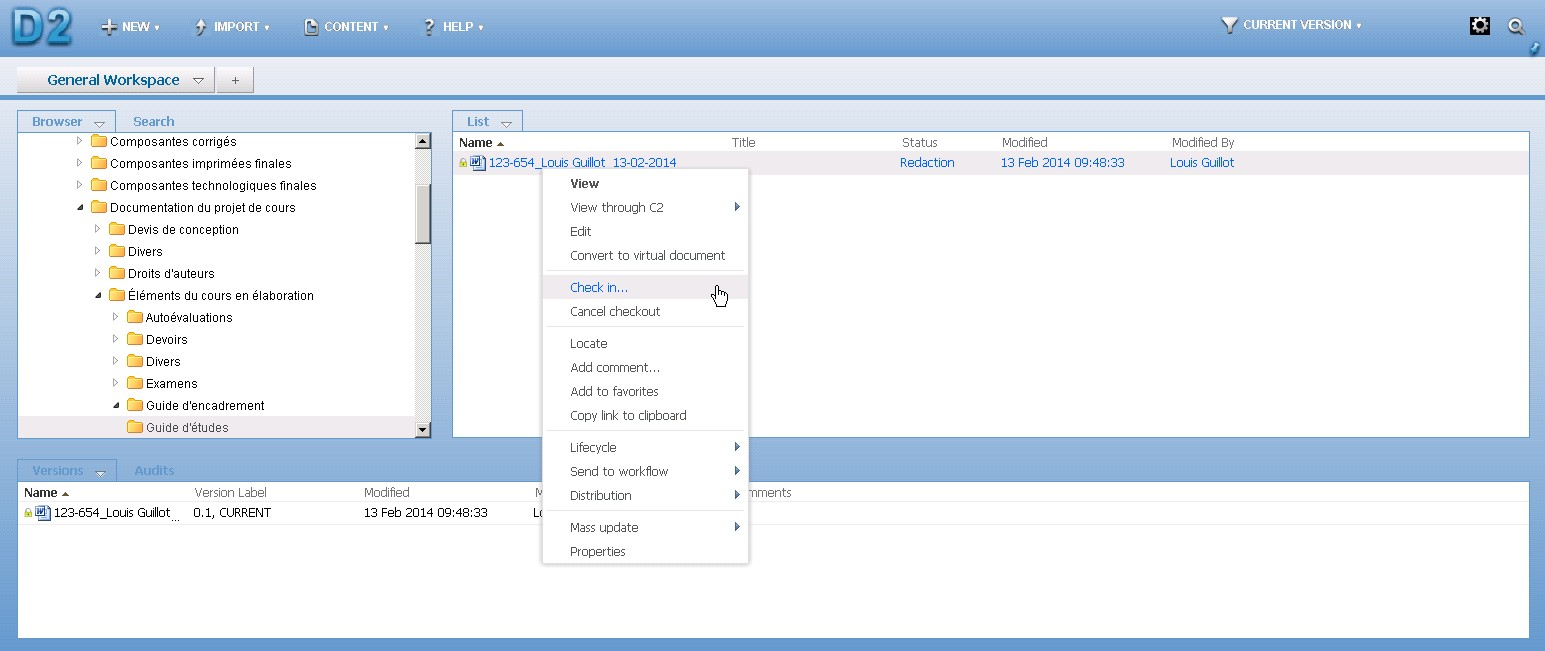 D2 NEW IMPORT CONTENT ? HELP CURRENT VERSION
General Workspace +
Browser Search
Composantes corrigés
Composantes imprimées finales
Composantes technologiques finales
Documentation du projet de cours
Devis de conception
Divers
Droits d'auteurs
Éléments du cours en élaboration
Autoévaluations
Devoirs
Divers
Examens
Guide d'encadrement
Guide d'études
List
Name Title Status Modified Modified By
123-654_Louis Guillot 13-02-2014 Redaction 13 Feb 2014 09:48:33 Louis Guillot
View
View through C2
Edit
Convert to virtual document
Check in...
Cancel checkout
Locate
Add comment...
Add to favorites
Copy link to clipboard
Lifecycle
Send to workflow
Distribution
Mass update
Properties
Versions Audits
Name Version Label Modified M mments
123-654_Louis Guillot... 0.1, CURRENT 13 Feb 2014 09:48:33 Lo